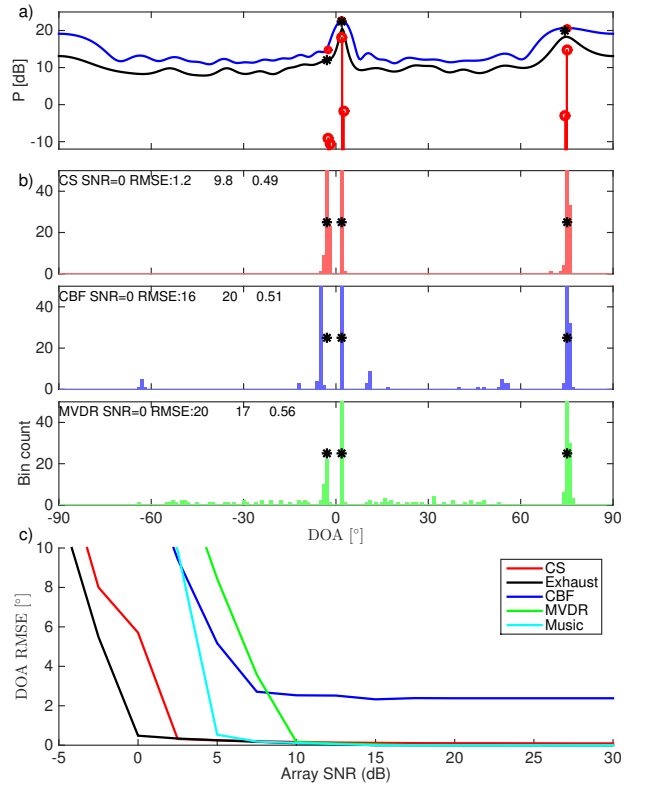 a)
20
10
0
-10
P [dB]
b)
CS SNR=0 RMSE:1.2 9.8 0.49
40
20
0
CBF SNR=0 RMSE:16 20 0.51
40
20
0
MVDR SNR=0 RMSE:20 17 0.56
40
20
0
Bin count
-90 -60 -30 0 30 60 90
DOA [°]
c)
10
8
6
4
2
0
DOA RMSE [°]
CS
Exhaust
CBF
MVDR
Music
-5 0 5 10 15 20 25 30
Array SNR (dB)